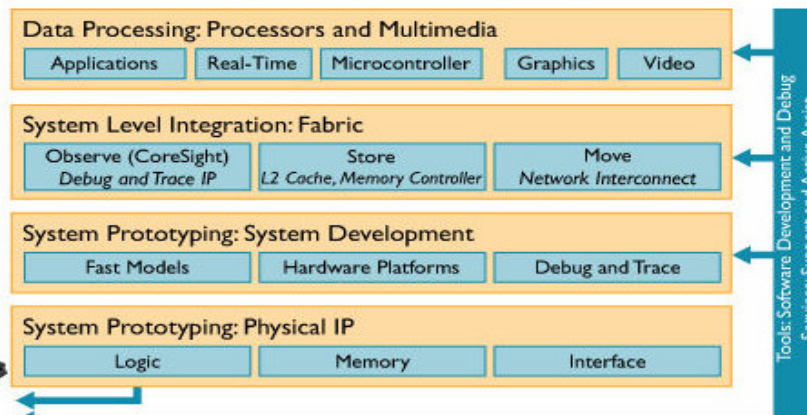 Data Processing: Processors and Multimedia
Applications
Real-Time
Microcontroller
Graphics
Video
System Level Integration: Fabric
Observe (CoreSight)
Debug and Trace IP
Store
L2 Cache, Memory Controller
Move
Network Interconnect
System Prototyping: System Development
Fast Models
Hardware Platforms
Debug and Trace
System Prototyping: Physical IP
Logic
Memory
Interface
Tools: Software Development and Debug